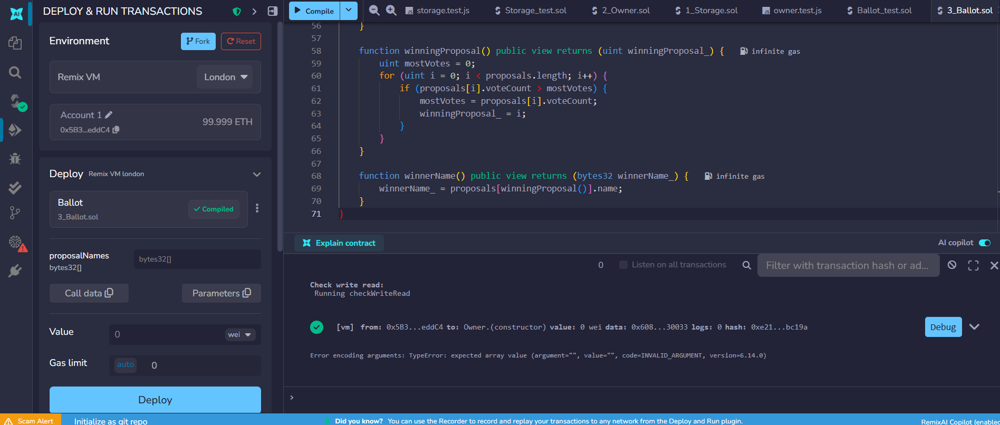 AI
DEPLOY & RUN TRANSACTIONS
Environment
Fork
Reset
Remix VM
London
Account 1
0x5B3...eddC4
99.999 ETH
Deploy Remix VM london
Ballot
3_Ballot.sol
Compiled
proposalNames
bytes32[]
bytes32[]
Call data
Parameters
Value
0
wei
Gas limit
auto
0
Deploy
Compile
JS storage.test.js
Storage_test.sol
2_Owner.sol
1_Storage.sol
JS owner.test.js
Ballot_test.sol
3_Ballot.sol
56 }
57
58 function winningProposal() public view returns (uint winningProposal_) { infinite gas
59 uint mostVotes = 0;
60 for (uint i = 0; i < proposals.length; i++) {
61 if (proposals[i].voteCount > mostVotes) {
62 mostVotes = proposals[i].voteCount;
63 winningProposal_ = i;
64 }
65 }
66 }
67
68 function winnerName() public view returns (bytes32 winnerName_) { infinite gas
69 winnerName_ = proposals[winningProposal()].name;
70 }
71 }
Explain contract
AI copilot
0
Listen on all transactions
Filter with transaction hash or ad...
Check write read:
Running checkWriteRead
[vm] from: 0x5B3...eddC4 to: Owner.(constructor) value: 0 wei data: 0x608...30033 logs: 0 hash: 0xe21...bc19a
Debug
Error encoding arguments: TypeError: expected array value (argument="", value="", code=INVALID_ARGUMENT, version=6.14.0)
>
Scam Alert
Initialize as git repo
Did you know? You can use the Recorder to record and replay your transactions to any network from the Deploy and Run plugin.
RemixAI Copilot (enabled